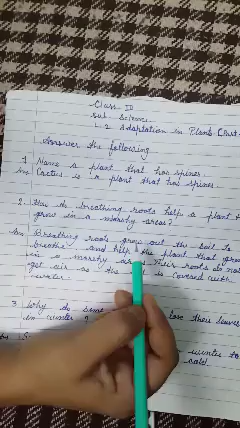 Class III
Sub Science
L-2 Adaptation in Plants (Part
Answer the following
1 Name a plant that has spines
Ans Cactus is a plant that has spines
2. How do breathing roots help a plant
grow in a marshy areas?
Ans Breathing roots grow out the soil to
breathe and help the plant that grow
in a marshy Their roots do not
get air as the is covered with
water
3 Why do some lose their leaves
in winter ?
winter to
cold